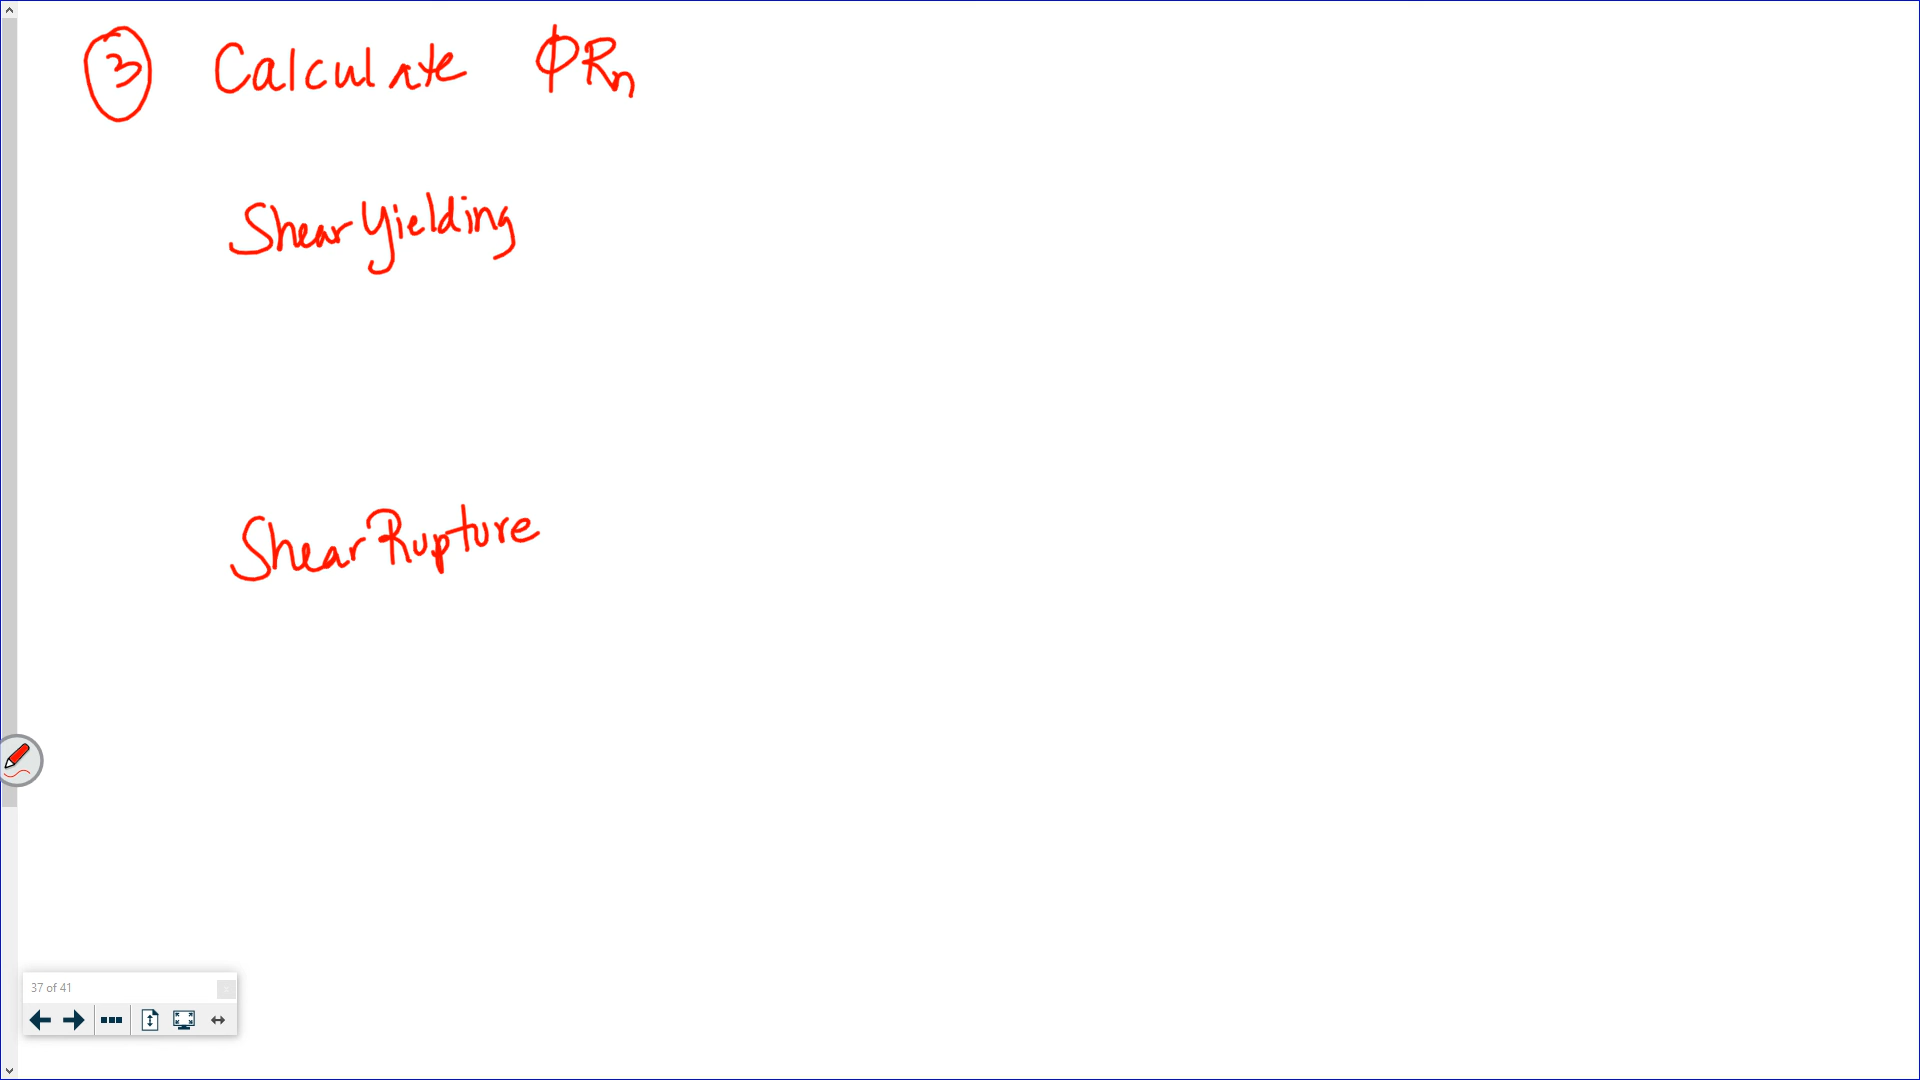 ③ Calculate ΦRn
Shear Yielding
Shear Rupture
37 of 41